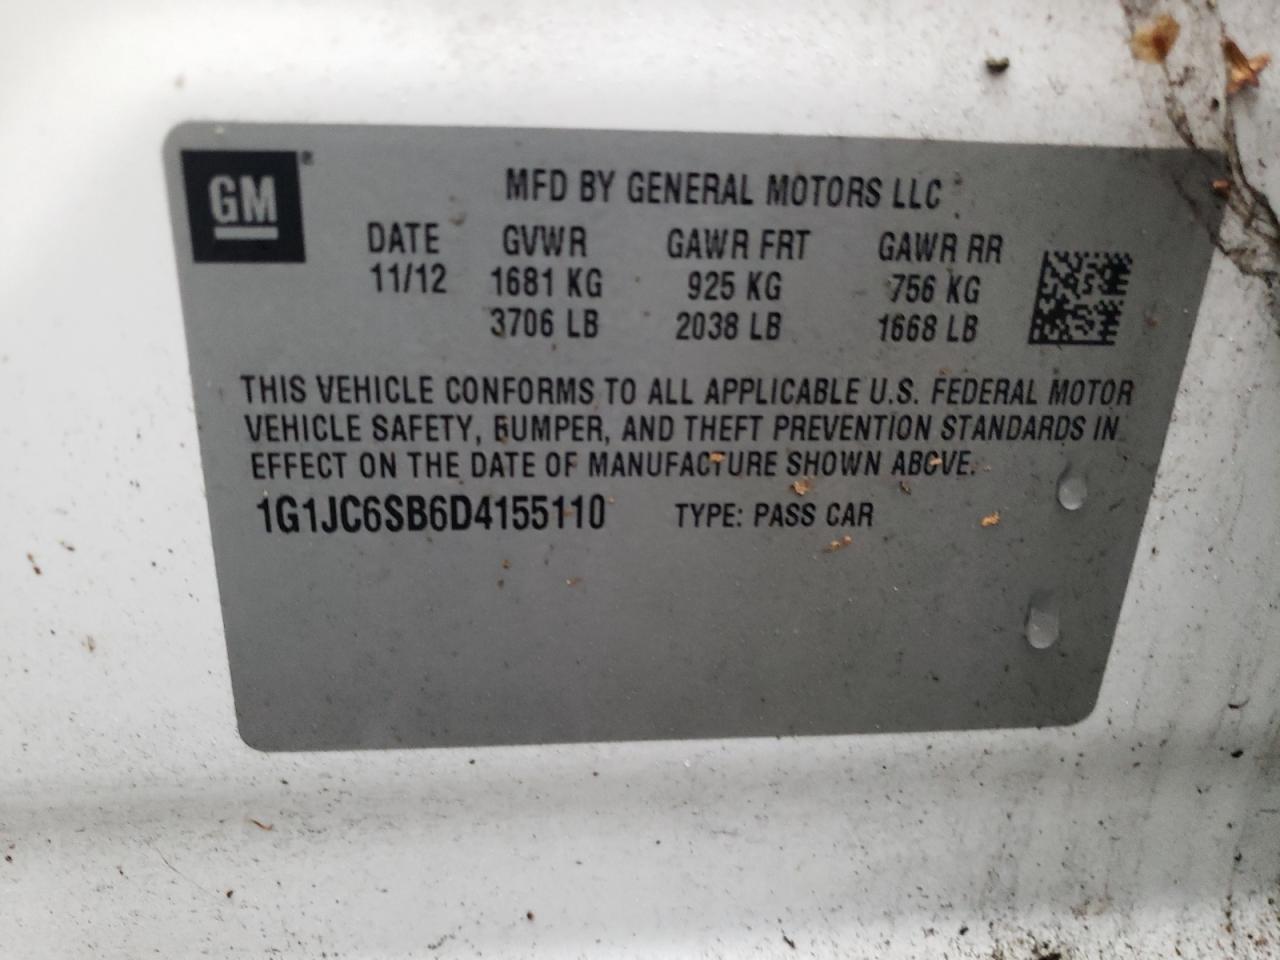 GM ®
MFD BY GENERAL MOTORS LLC
DATE GVWR GAWR FRT GAWR RR
11/12 1681 KG 925 KG 756 KG
3706 LB 2038 LB 1668 LB
THIS VEHICLE CONFORMS TO ALL APPLICABLE U.S. FEDERAL MOTOR
VEHICLE SAFETY, BUMPER, AND THEFT PREVENTION STANDARDS IN
EFFECT ON THE DATE OF MANUFACTURE SHOWN ABOVE.
1G1JC6SB6D4155110 TYPE: PASS CAR